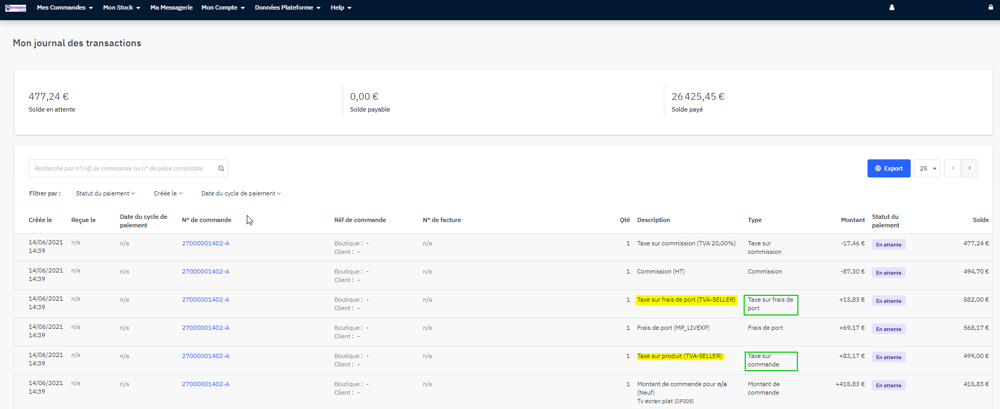 Marketplace
Mes Commandes Mon Stock Ma Messagerie Mon Compte Données Plateforme Help
Mon journal des transactions
477,24 € 0,00 € 26 425,45 €
Solde en attente Solde payable Solde payé
Recherche par n°/réf de commande ou n° de pièce comptable Export 25
Filtrer par : Statut du paiement Créée le Date du cycle de paiement
Créée le Reçue le Date du cycle de paiement N° de commande Réf de commande N° de facture Qté Description Type Montant Statut du paiement Solde
14/06/2021 n/a n/a 27000001402-A Boutique : - n/a 1 Taxe sur commission (TVA 20,00%) Taxe sur -17,46 € En attente 477,24 €
14:39 Client : - commission
14/06/2021 n/a n/a 27000001402-A Boutique : - n/a 1 Commission (HT) Commission -87,30 € En attente 494,70 €
14:39 Client : -
14/06/2021 n/a n/a 27000001402-A Boutique : - n/a 1 Taxe sur frais de port (TVA-SELLER) Taxe sur frais de +13,83 € En attente 582,00 €
14:39 Client : - port
14/06/2021 n/a n/a 27000001402-A Boutique : - n/a 1 Frais de port (MP_LIVEXP) Frais de port +69,17 € En attente 568,17 €
14:39 Client : -
14/06/2021 n/a n/a 27000001402-A Boutique : - n/a 1 Taxe sur produit (TVA-SELLER) Taxe sur +83,17 € En attente 499,00 €
14:39 Client : - commande
14/06/2021 n/a n/a 27000001402-A Boutique : - n/a 1 Montant de commande pour n/a Montant de +415,83 € En attente 415,83 €
14:39 Client : - (Neuf) commande
Tv ecran plat (OF005)